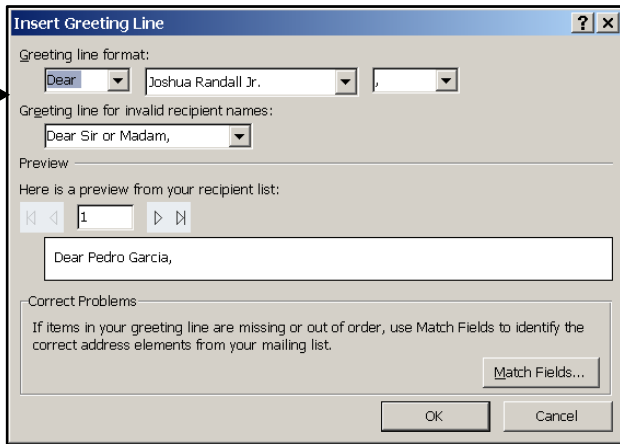 Insert Greeting Line
Greeting line format:
Dear Joshua Randall Jr. ,
Greeting line for invalid recipient names:
Dear Sir or Madam,
Preview
Here is a preview from your recipient list:
1
Dear Pedro Garcia,
Correct Problems
If items in your greeting line are missing or out of order, use Match Fields to identify the
correct address elements from your mailing list.
Match Fields...
OK Cancel